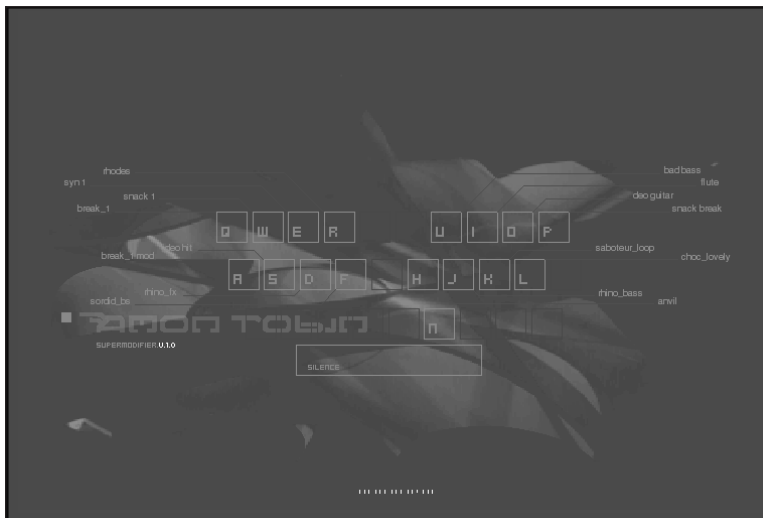 rhodes
bad bass
syn 1
flute
snack 1
deo guitar
break_1
snack break
Q W E R U I O P
deo hit
saboteur_loop
break_1 mod
choc_lovely
A S D F H J K L
rhino_fx
rhino_bass
sordid_bs
anvil
AMON TOBIN
N
SUPERMODIFIER.V.1.0
SILENCE